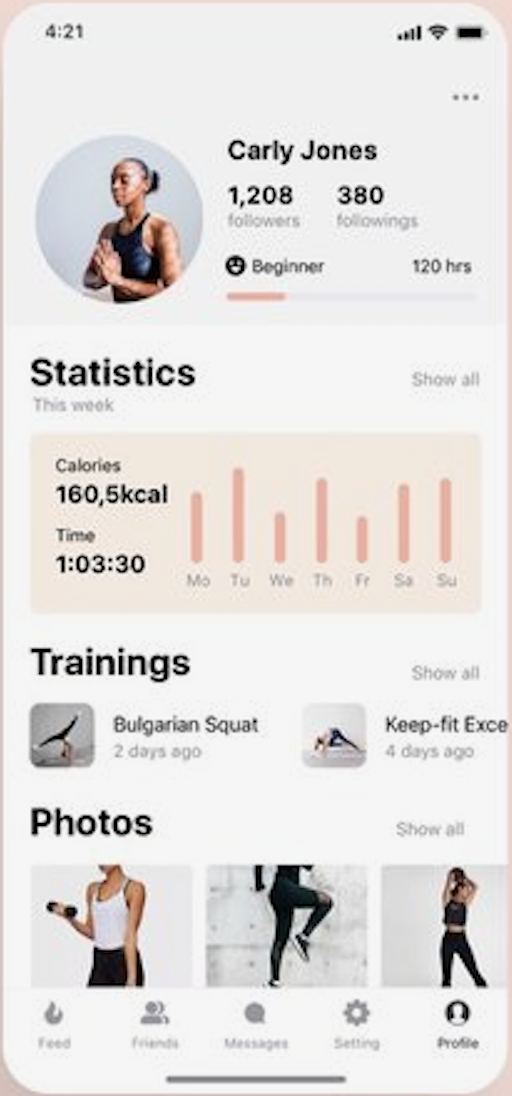 4:21
Carly Jones
1,208 380
followers followings
Beginner 120 hrs
Statistics Show all
This week
Calories
160,5kcal
Time
1:03:30
Mo Tu We Th Fr Sa Su
Trainings Show all
Bulgarian Squat Keep-fit Exce
2 days ago 4 days ago
Photos Show all
Feed Friends Messages Setting Profile